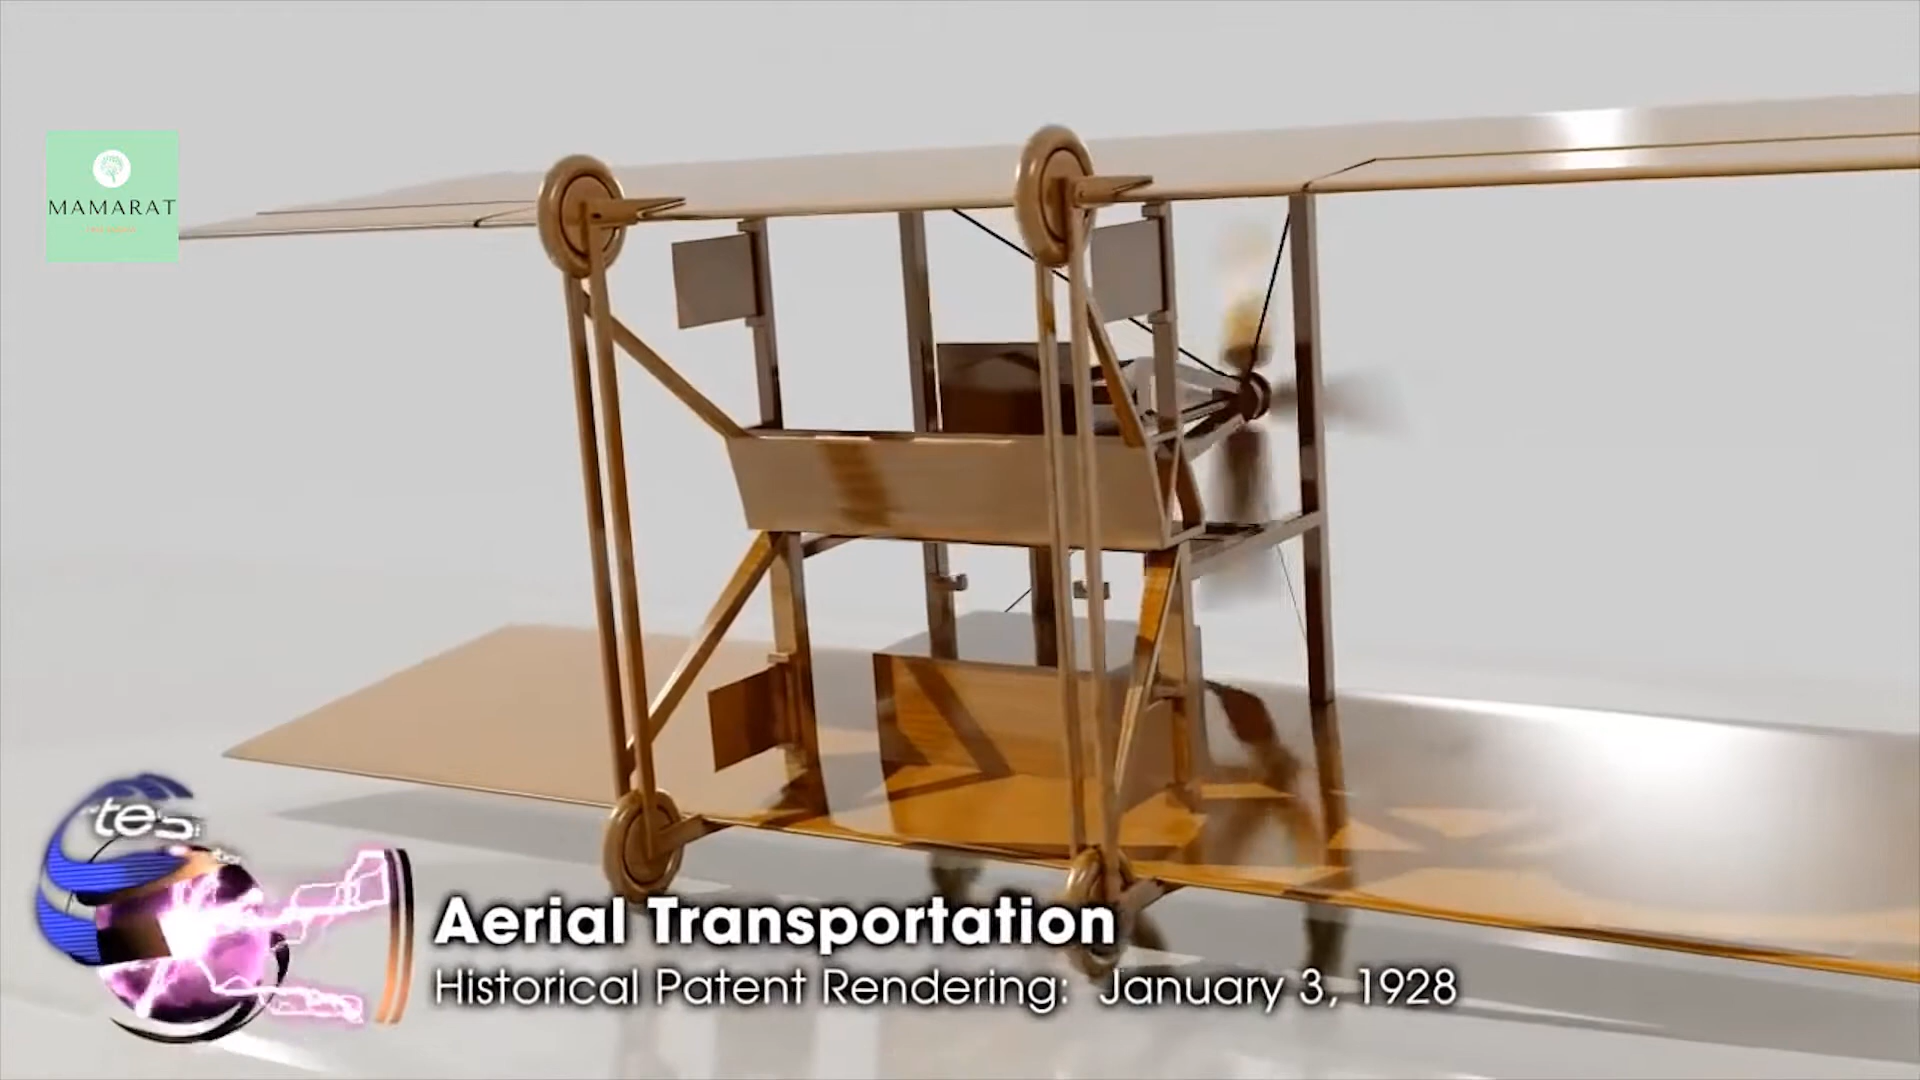 MAMARAT
Aerial Transportation
Historical Patent Rendering: January 3, 1928